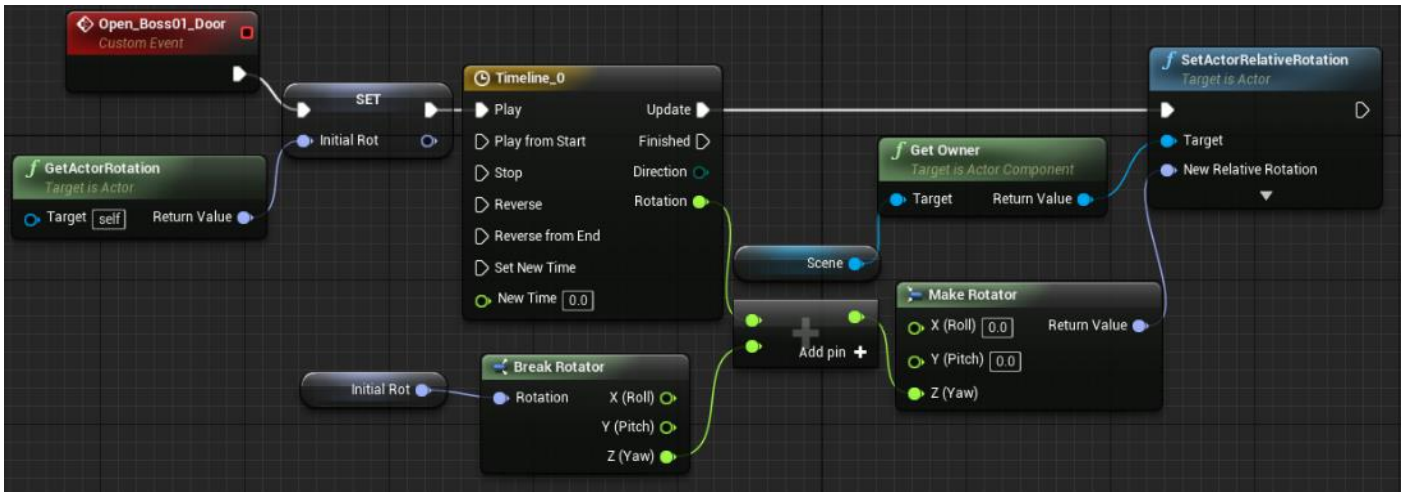 Open_Boss01_Door
Custom Event
SET
Initial Rot
GetActorRotation
Target is Actor
Target self Return Value
Timeline_0
Play Update
Play from Start Finished
Stop Direction
Reverse Rotation
Reverse from End
Set New Time
New Time 0.0
Initial Rot
Break Rotator
Rotation X (Roll)
Y (Pitch)
Z (Yaw)
Scene
Add pin +
Get Owner
Target is Actor Component
Target Return Value
Make Rotator
X (Roll) 0.0 Return Value
Y (Pitch) 0.0
Z (Yaw)
SetActorRelativeRotation
Target is Actor
Target
New Relative Rotation